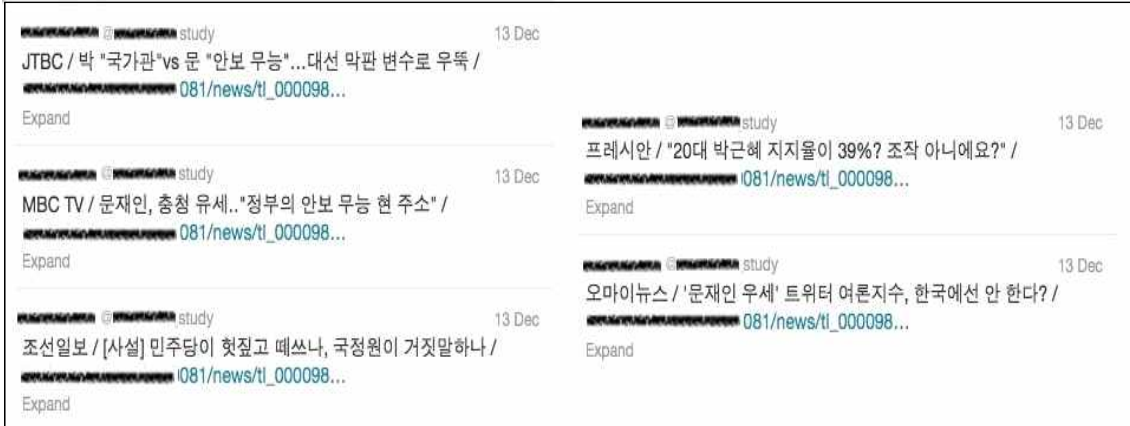 @ study 13 Dec
JTBC / 박 "국가관"vs 문 "안보 무능"...대선 막판 변수로 우뚝 /
081/news/tl_000098...
Expand
@ study 13 Dec
MBC TV / 문재인, 충청 유세.."정부의 안보 무능 현 주소" /
081/news/tl_000098...
Expand
@ study 13 Dec
조선일보 / [사설] 민주당이 헛짚고 떼쓰나, 국정원이 거짓말하나 /
081/news/tl_000098...
Expand
@ study 13 Dec
프레시안 / "20대 박근혜 지지율이 39%? 조작 아니에요?" /
081/news/tl_000098...
Expand
@ study 13 Dec
오마이뉴스 / '문재인 우세' 트위터 여론지수, 한국에선 안 한다? /
081/news/tl_000098...
Expand